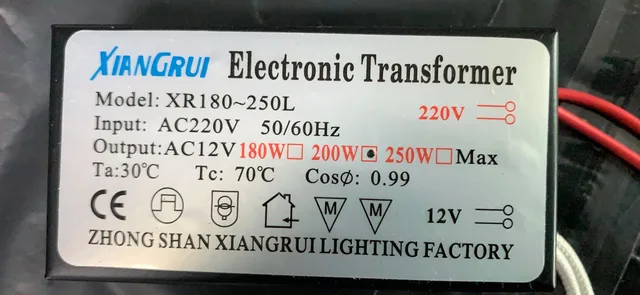 XIANGRUI Electronic Transformer
Model: XR180~250L
220V
Input: AC220V 50/60Hz
Output:AC12V 180W□ 200W☑ 250W□ Max
Ta:30℃ Tc: 70℃ CosØ: 0.99
CE M M 12V
ZHONG SHAN XIANGRUI LIGHTING FACTORY